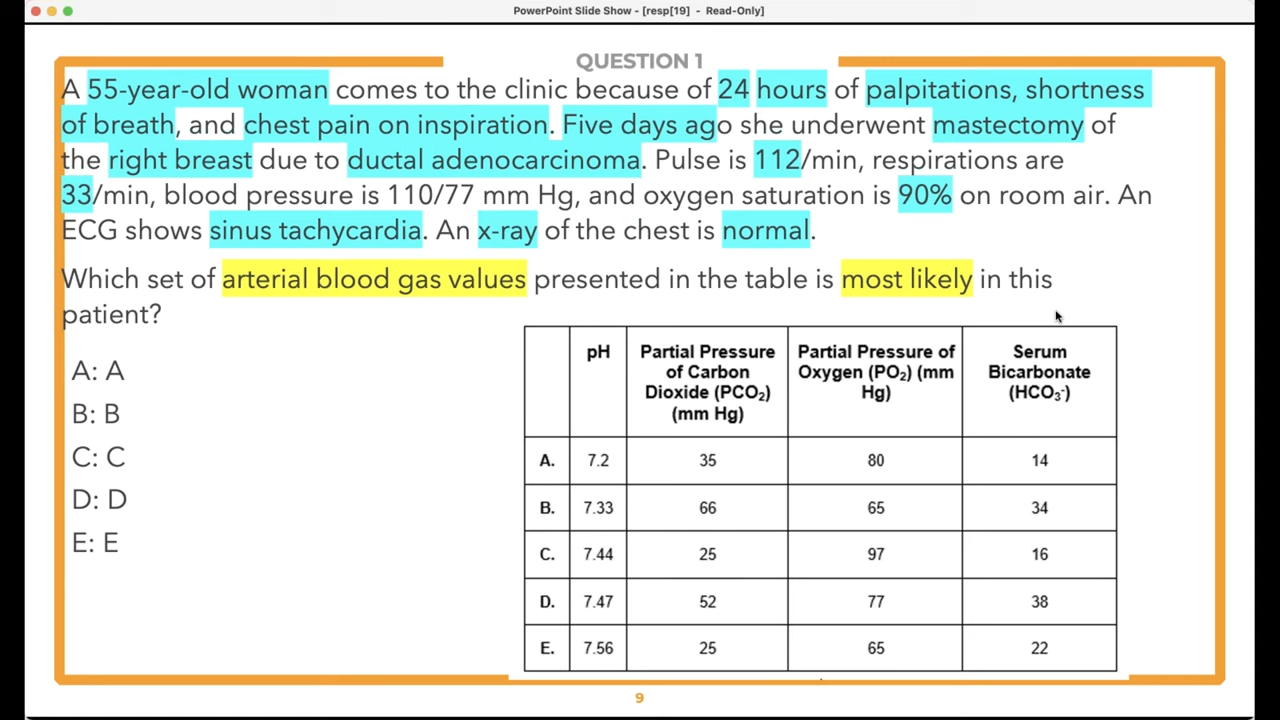 PowerPoint Slide Show - [resp[19] - Read-Only]
QUESTION 1
A 55-year-old woman comes to the clinic because of 24 hours of palpitations, shortness
of breath, and chest pain on inspiration. Five days ago she underwent mastectomy of
the right breast due to ductal adenocarcinoma. Pulse is 112/min, respirations are
33/min, blood pressure is 110/77 mm Hg, and oxygen saturation is 90% on room air. An
ECG shows sinus tachycardia. An x-ray of the chest is normal.
Which set of arterial blood gas values presented in the table is most likely in this
patient?
A: A
B: B
C: C
D: D
E: E
pH
Partial Pressure
of Carbon
Dioxide (PCO₂)
(mm Hg)
Partial Pressure of
Oxygen (PO₂) (mm
Hg)
Serum
Bicarbonate
(HCO₃⁻)
A. 7.2 35 80 14
B. 7.33 66 65 34
C. 7.44 25 97 16
D. 7.47 52 77 38
E. 7.56 25 65 22
9